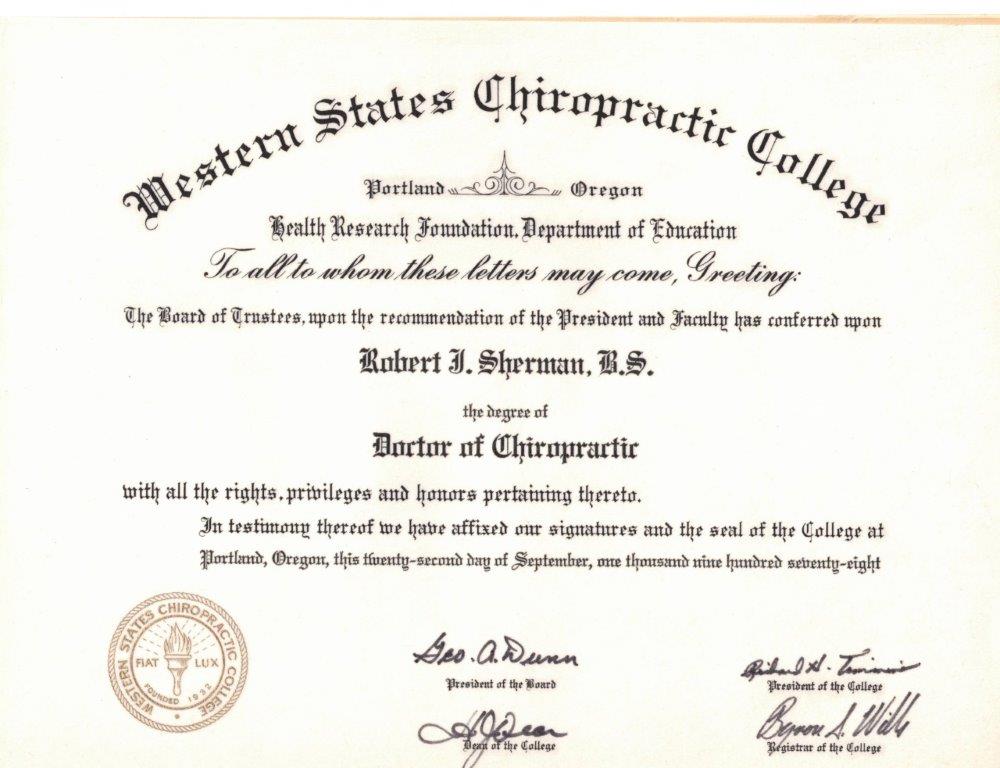 Western States Chiropractic College
Portland Oregon
Health Research Foundation, Department of Education
To all to whom these letters may come, Greeting:
The Board of Trustees, upon the recommendation of the President and Faculty has conferred upon
Robert J. Sherman, B.S.
the degree of
Doctor of Chiropractic
with all the rights, privileges and honors pertaining thereto.
In testimony thereof we have affixed our signatures and the seal of the College at
Portland, Oregon, this twenty-second day of September, one thousand nine hundred seventy-eight
WESTERN STATES CHIROPRACTIC COLLEGE
FIAT LUX
FOUNDED 1932
Geo. A. Dunn
President of the Board
Richard H.
President of the College
Dean of the College
Byron S. Wills
Registrar of the College